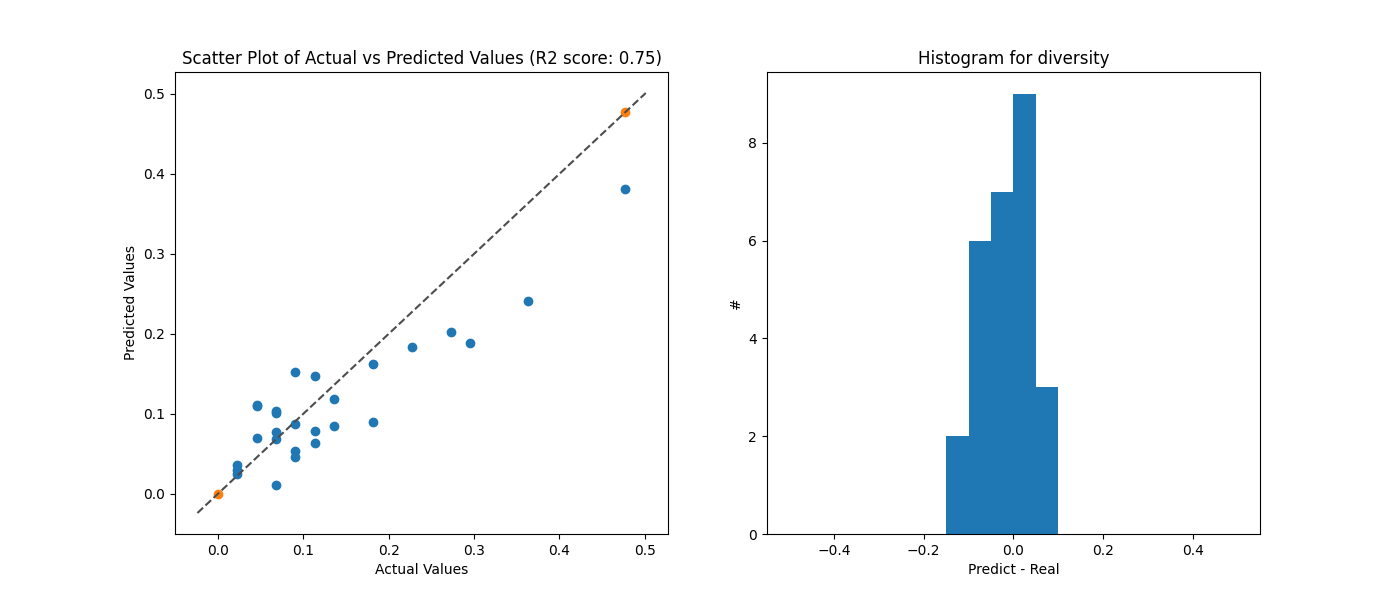 Scatter Plot of Actual vs Predicted Values (R2 score: 0.75)
0.5
0.4
0.3
0.2
0.1
0.0
Predicted Values
0.0 0.1 0.2 0.3 0.4 0.5
Actual Values
Histogram for diversity
8
6
4
2
0
#
−0.4 −0.2 0.0 0.2 0.4
Predict - Real